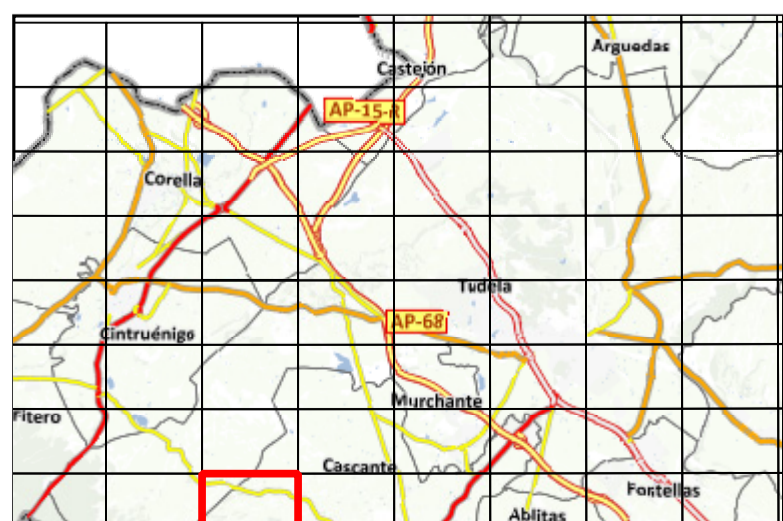 Arguedas
Castejón
AP-15-R
Corella
Tudela
AP-68
Cintruénigo
Murchante
Fitero
Cascante
Fontellas
Ablitas